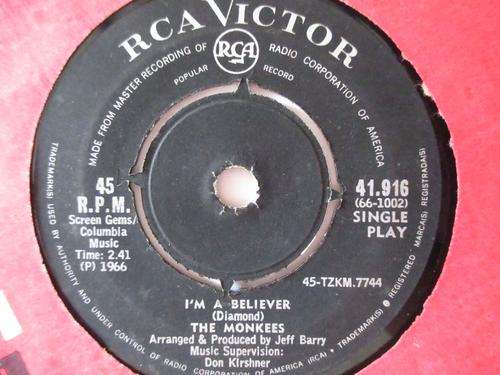 RCA VICTOR
MADE FROM MASTER RECORDING OF RCA RADIO CORPORATION OF AMERICA
POPULAR RECORD
45
R.P.M.
Screen Gems/
Columbia
Music
Time: 2.41
(P) 1966
41.916
(66-1002)
SINGLE
PLAY
45-TZKM.7744
I'M A BELIEVER
(Diamond)
THE MONKEES
Arranged & Produced by Jeff Barry
Music Supervision:
Don Kirshner
TRADEMARK(S) USED BY AUTHORITY AND UNDER CONTROL OF RADIO CORPORATION OF AMERICA (RCA) • TRADEMARK(S) ® REGISTERED • MARCA(S) REGISTRADA(S)